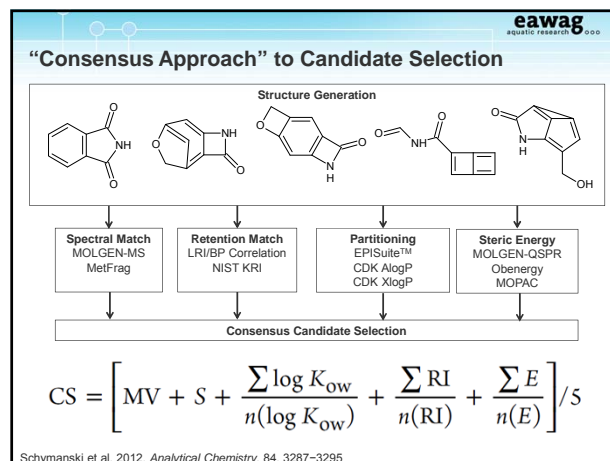 eawag
aquatic research
“Consensus Approach” to Candidate Selection
Structure Generation
O
NH
O
O
NH
O
O
O
N
H
O
NH
O
O
N
H
OH
Spectral Match
MOLGEN-MS
MetFrag
Retention Match
LRI/BP Correlation
NIST KRI
Partitioning
EPISuite™
CDK AlogP
CDK XlogP
Steric Energy
MOLGEN-QSPR
Obenergy
MOPAC
Consensus Candidate Selection
CS = [MV + S + ∑ log K_ow / n(log K_ow) + ∑ RI / n(RI) + ∑ E / n(E)]/5
Schymanski et al. 2012, Analytical Chemistry, 84, 3287−3295